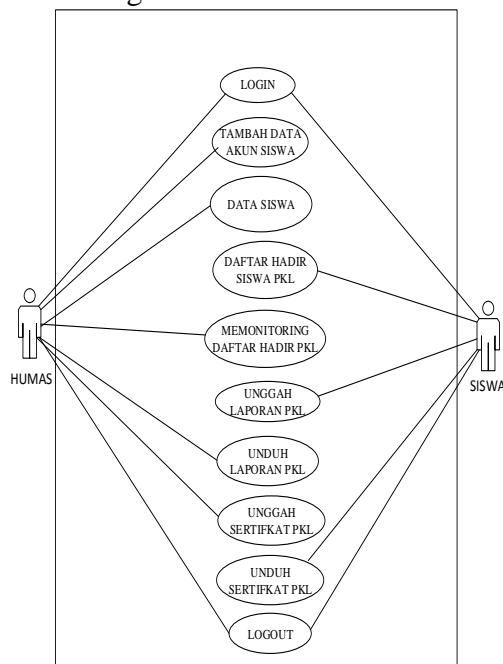 LOGIN
TAMBAH DATA
AKUN SISWA
DATA SISWA
DAFTAR HADIR
SISWA PKL
MEMONITORING
DAFTAR HADIR PKL
HUMAS
SISWA
UNGGAH
LAPORAN PKL
UNDUH
LAPORAN PKL
UNGGAH
SERTIFKAT PKL
UNDUH
SERTIFKAT PKL
LOGOUT